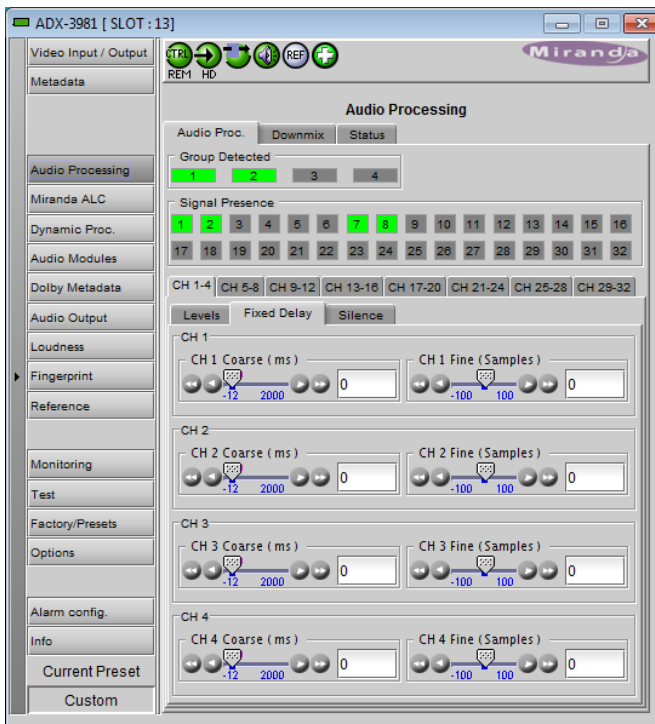 ADX-3981 [ SLOT : 13]
Video Input / Output
Metadata
Audio Processing
Miranda ALC
Dynamic Proc.
Audio Modules
Dolby Metadata
Audio Output
Loudness
Fingerprint
Reference
Monitoring
Test
Factory/Presets
Options
Alarm config.
Info
Current Preset
Custom
CTRL REF
REM HD
Miranda
Audio Processing
Audio Proc. Downmix Status
Group Detected
1 2 3 4
Signal Presence
1 2 3 4 5 6 7 8 9 10 11 12 13 14 15 16
17 18 19 20 21 22 23 24 25 26 27 28 29 30 31 32
CH 1-4 CH 5-8 CH 9-12 CH 13-16 CH 17-20 CH 21-24 CH 25-28 CH 29-32
Levels Fixed Delay Silence
CH 1
CH 1 Coarse (ms) CH 1 Fine (Samples)
0 0
-12 2000 -100 100
CH 2
CH 2 Coarse (ms) CH 2 Fine (Samples)
0 0
-12 2000 -100 100
CH 3
CH 3 Coarse (ms) CH 3 Fine (Samples)
0 0
-12 2000 -100 100
CH 4
CH 4 Coarse (ms) CH 4 Fine (Samples)
0 0
-12 2000 -100 100